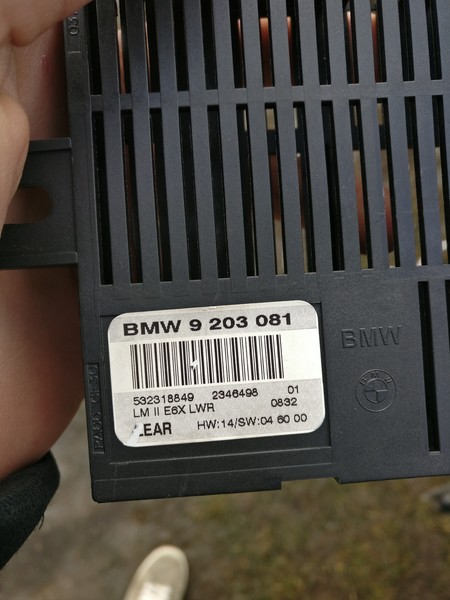 BMW 9 203 081
532318849 2346498 01
LM II E6X LWR 0832
LEAR HW:14/SW:04 60 00
BMW
BMW